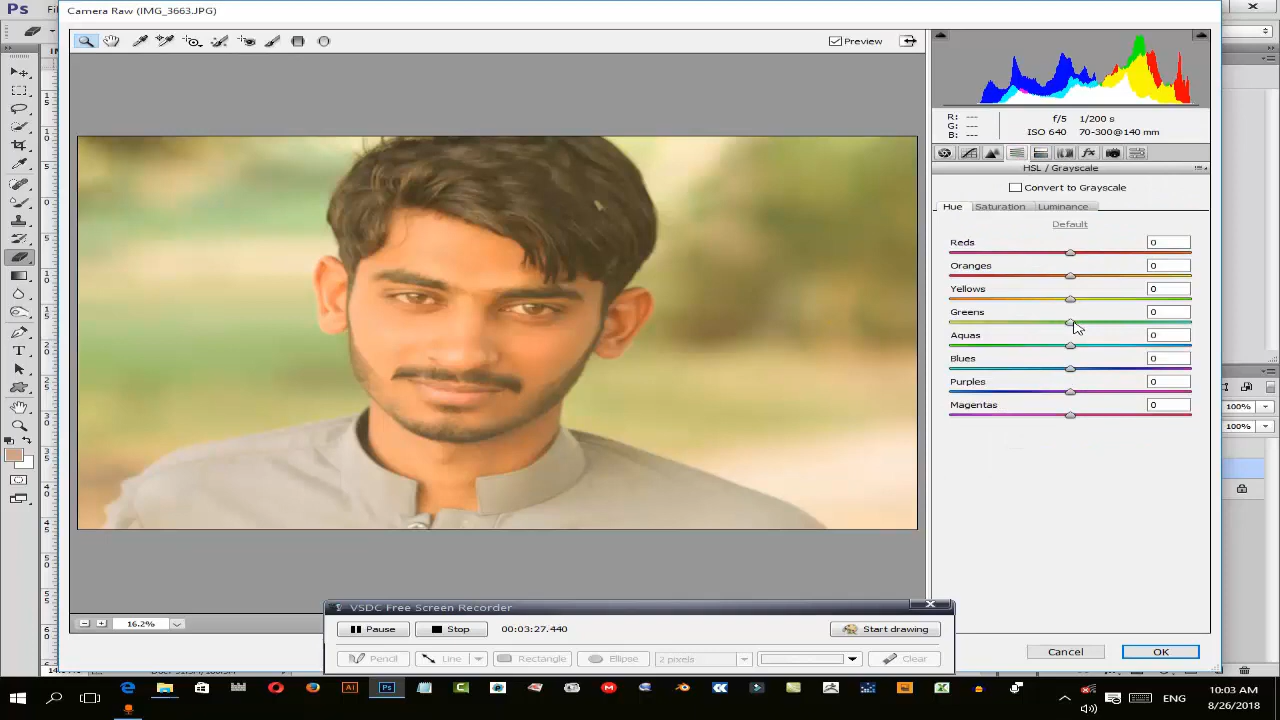 Camera Raw (IMG_3663.JPG)
Ps
Preview
R: ---
G: ---
B: ---
f/5 1/200 s
ISO 640 70-300@140 mm
fx
HSL / Grayscale
Convert to Grayscale
Hue Saturation Luminance
Default
Reds 0
Oranges 0
Yellows 0
Greens 0
Aquas 0
Blues 0
Purples 0
Magentas 0
100%
100%
16.2%
VSDC Free Screen Recorder
Pause Stop 00:03:27.440 Start drawing
Pencil Line Rectangle Ellipse 2 pixels Clear
Cancel OK
ENG
10:03 AM
8/26/2018